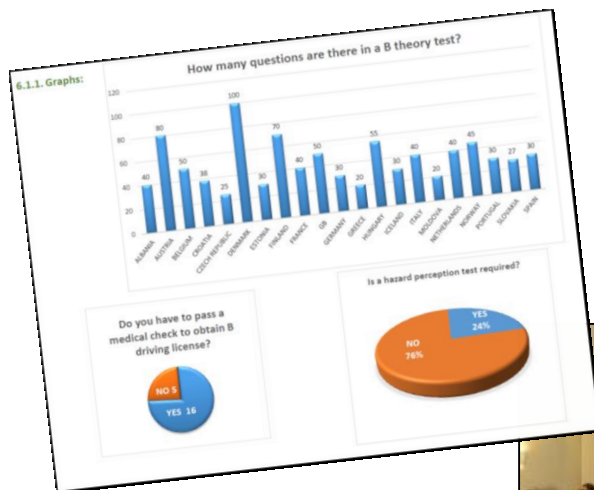 6.1.1. Graphs:
How many questions are there in a B theory test?
120
100
80
60
40
20
0
40
80
50
38
25
100
30
70
40
50
30
20
55
30
40
20
40
45
30
27
30
ALBANIA
AUSTRIA
BELGIUM
CROATIA
CZECH REPUBLIC
DENMARK
ESTONIA
FINLAND
FRANCE
GB
GERMANY
GREECE
HUNGARY
ICELAND
ITALY
MOLDOVA
NETHERLANDS
NORWAY
PORTUGAL
SLOVAKIA
SPAIN
Do you have to pass a
medical check to obtain B
driving license?
NO 5
YES 16
Is a hazard perception test required?
YES
24%
NO
76%